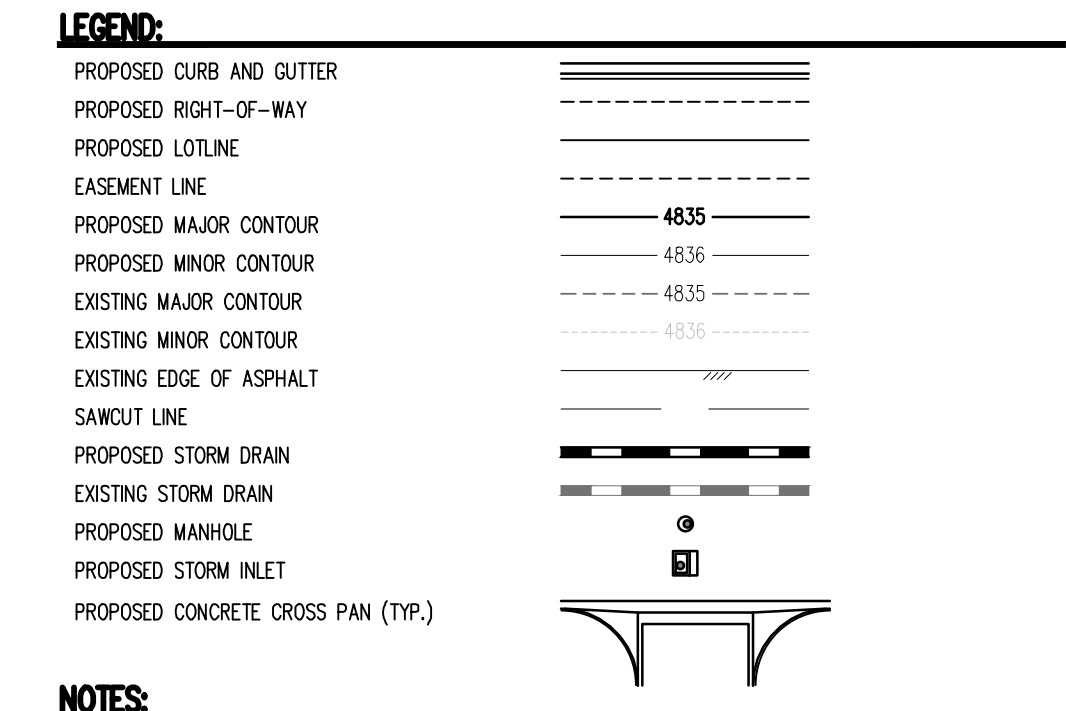 LEGEND:
PROPOSED CURB AND GUTTER
PROPOSED RIGHT-OF-WAY
PROPOSED LOTLINE
EASEMENT LINE
PROPOSED MAJOR CONTOUR 4835
PROPOSED MINOR CONTOUR 4836
EXISTING MAJOR CONTOUR 4835
EXISTING MINOR CONTOUR 4836
EXISTING EDGE OF ASPHALT
SAWCUT LINE
PROPOSED STORM DRAIN
EXISTING STORM DRAIN
PROPOSED MANHOLE
PROPOSED STORM INLET
PROPOSED CONCRETE CROSS PAN (TYP.)
NOTES: